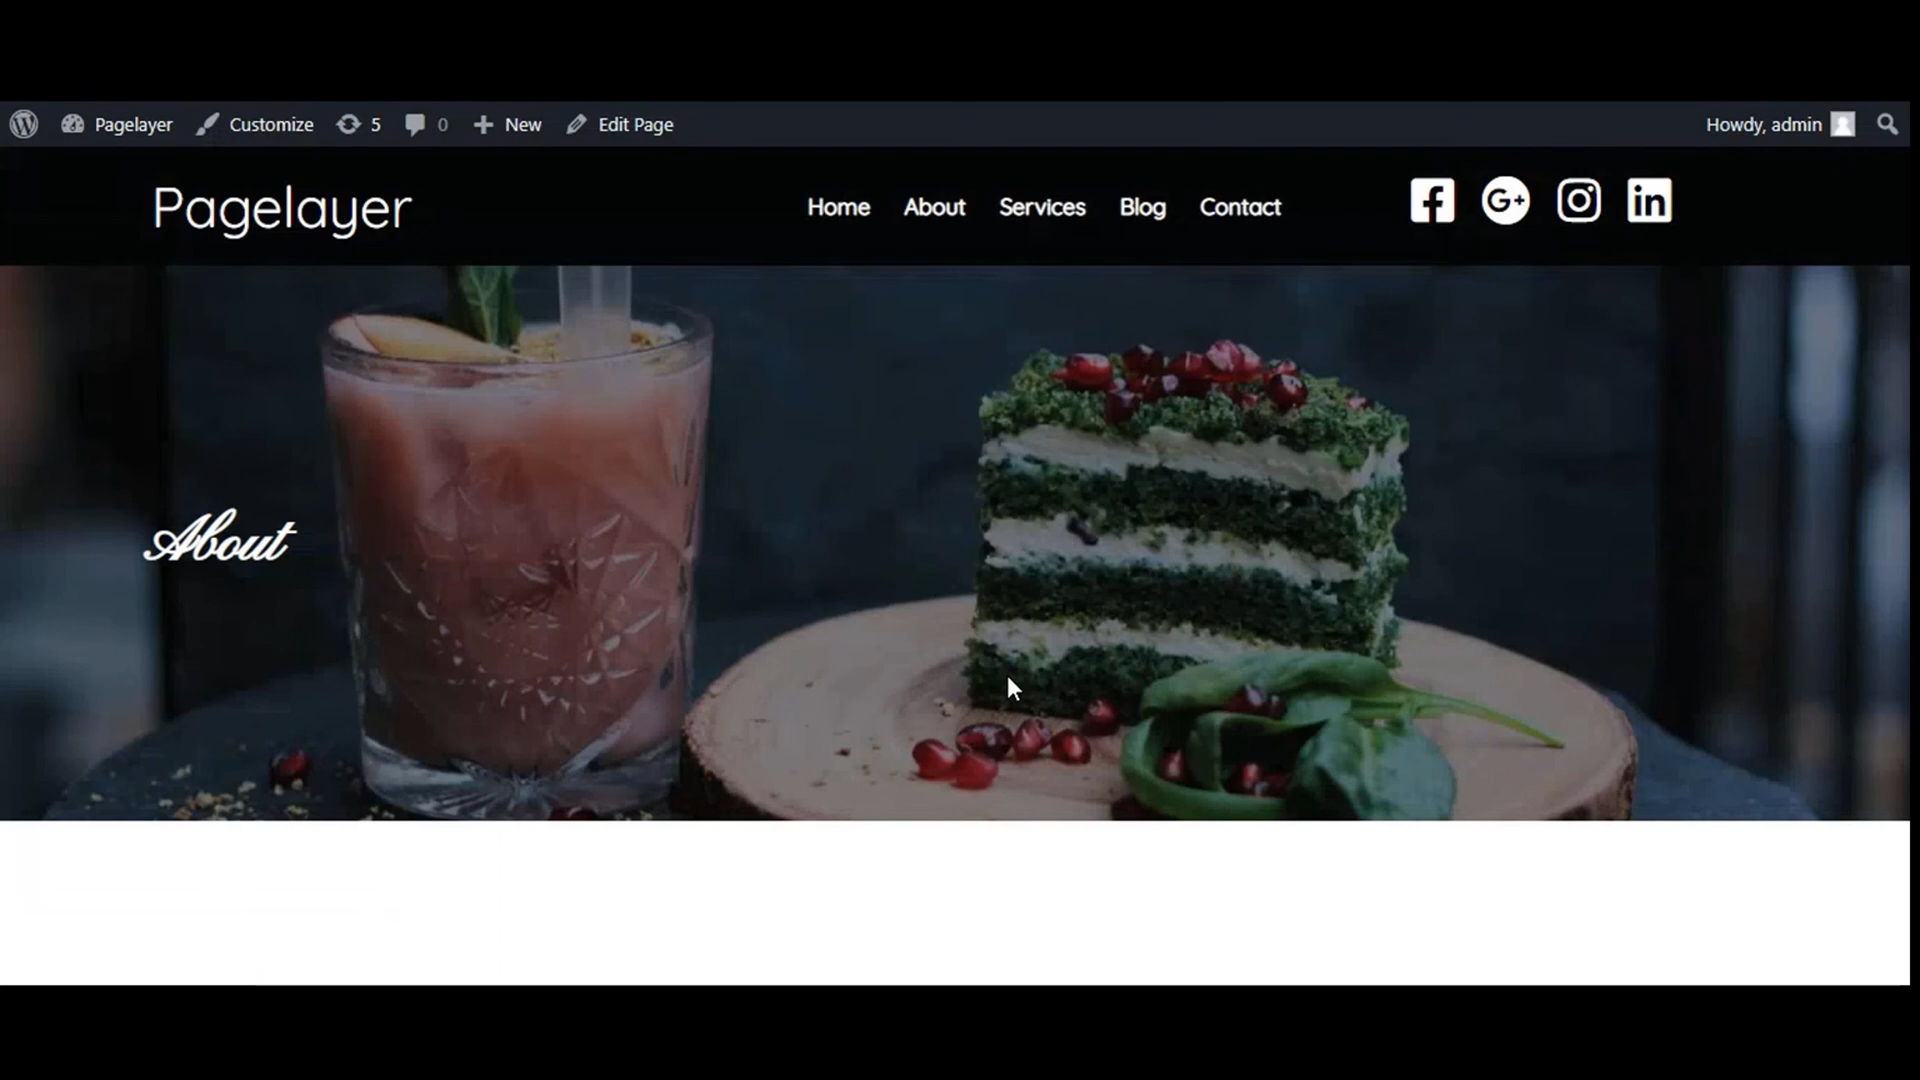 Pagelayer Customize 5 0 New Edit Page Howdy, admin
Pagelayer Home About Services Blog Contact
About